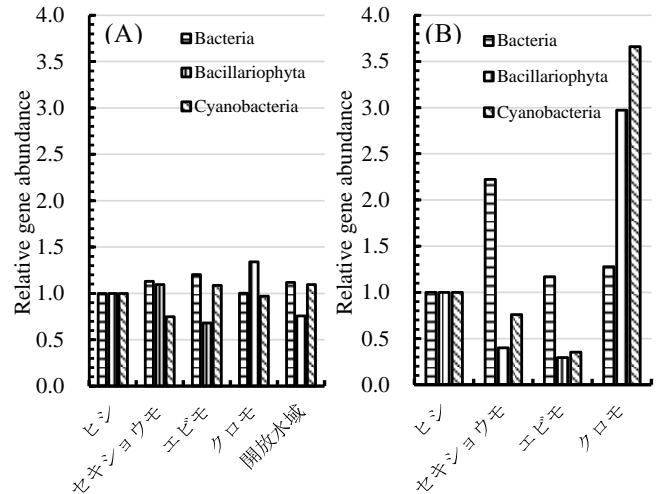 (A)
Bacteria
Bacillariophyta
Cyanobacteria
Relative gene abundance
4.0
3.5
3.0
2.5
2.0
1.5
1.0
0.5
0.0
ヒシ
セキショウモ
エビモ
クロモ
開放水域
(B)
Bacteria
Bacillariophyta
Cyanobacteria
Relative gene abundance
4.0
3.5
3.0
2.5
2.0
1.5
1.0
0.5
0.0
ヒシ
セキショウモ
エビモ
クロモ